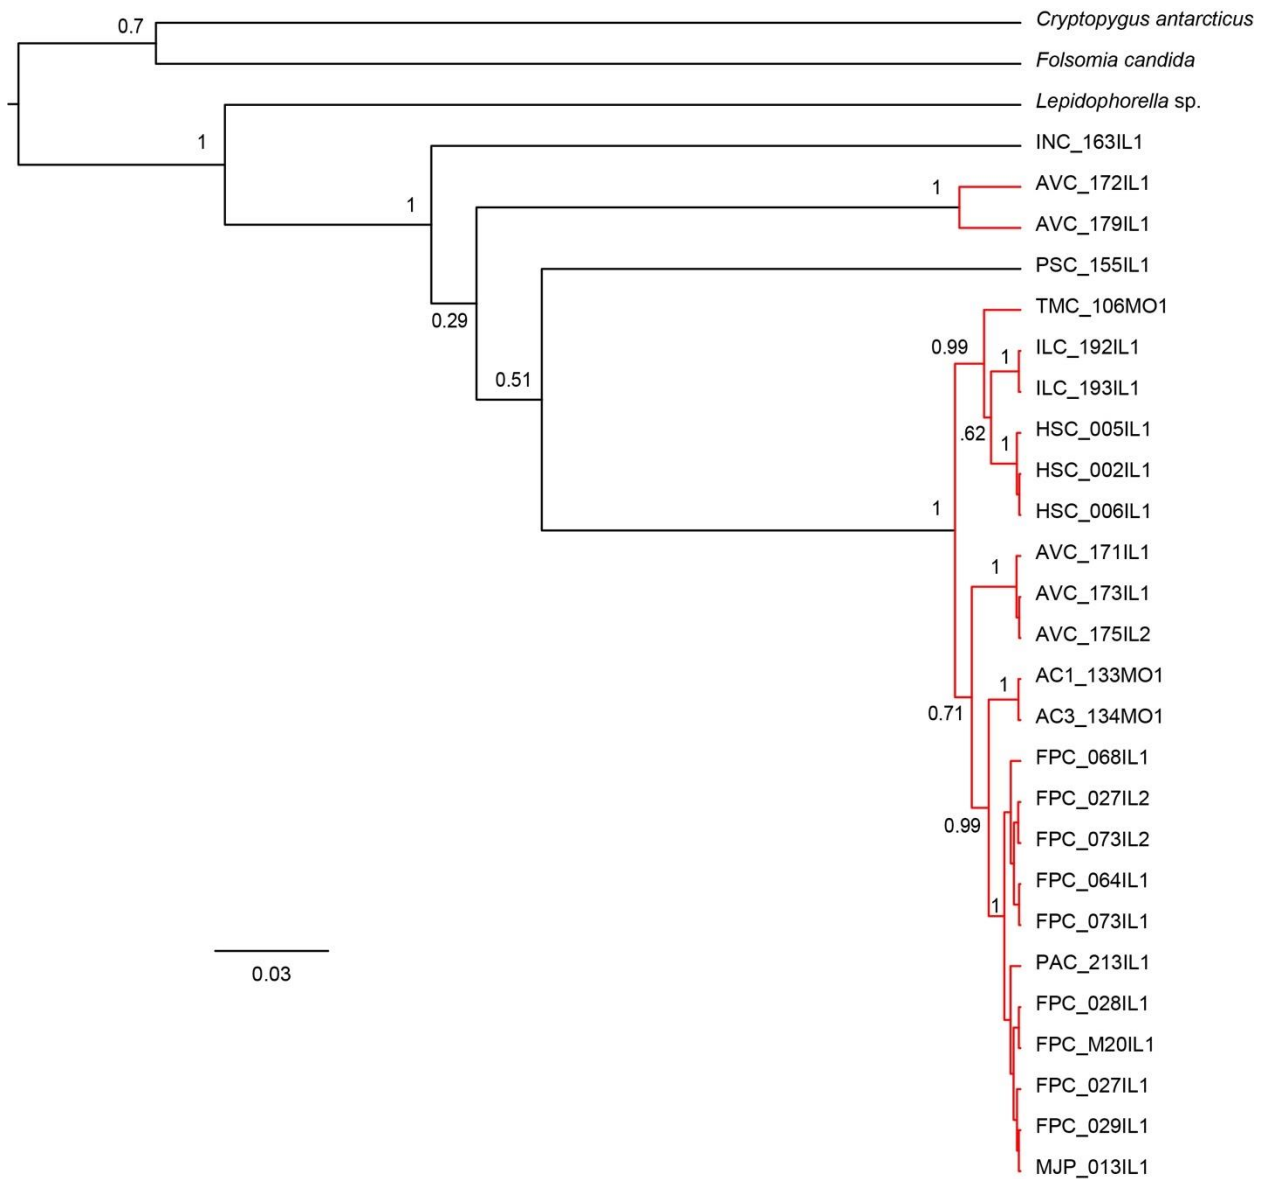 0.7
Cryptopygus antarcticus
Folsomia candida
Lepidophorella sp.
1
INC_163IL1
1
AVC_172IL1
1
AVC_179IL1
PSC_155IL1
0.29
TMC_106MO1
0.99
ILC_192IL1
1
ILC_193IL1
0.51
HSC_005IL1
.62
1
HSC_002IL1
HSC_006IL1
1
AVC_171IL1
1
AVC_173IL1
AVC_175IL2
AC1_133MO1
1
AC3_134MO1
0.71
FPC_068IL1
FPC_027IL2
0.99
FPC_073IL2
FPC_064IL1
1
FPC_073IL1
PAC_213IL1
0.03
FPC_028IL1
FPC_M20IL1
FPC_027IL1
FPC_029IL1
MJP_013IL1